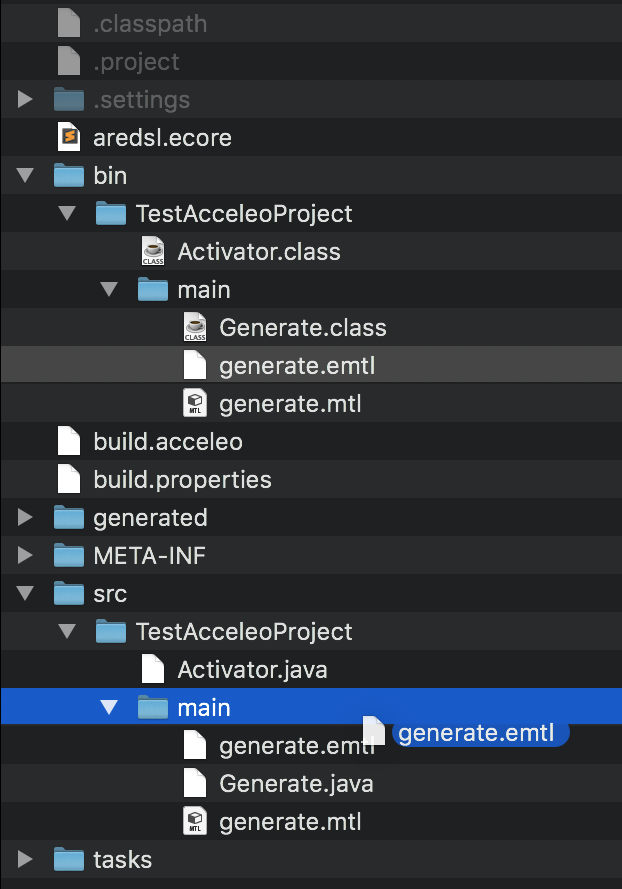 .classpath
.project
.settings
aredsl.ecore
bin
TestAcceleoProject
CLASS
Activator.class
main
CLASS
Generate.class
generate.emtl
MTL
generate.mtl
build.acceleo
build.properties
generated
META-INF
src
TestAcceleoProject
Activator.java
main
generate.emtl
generate.emtl
Generate.java
MTL
generate.mtl
tasks